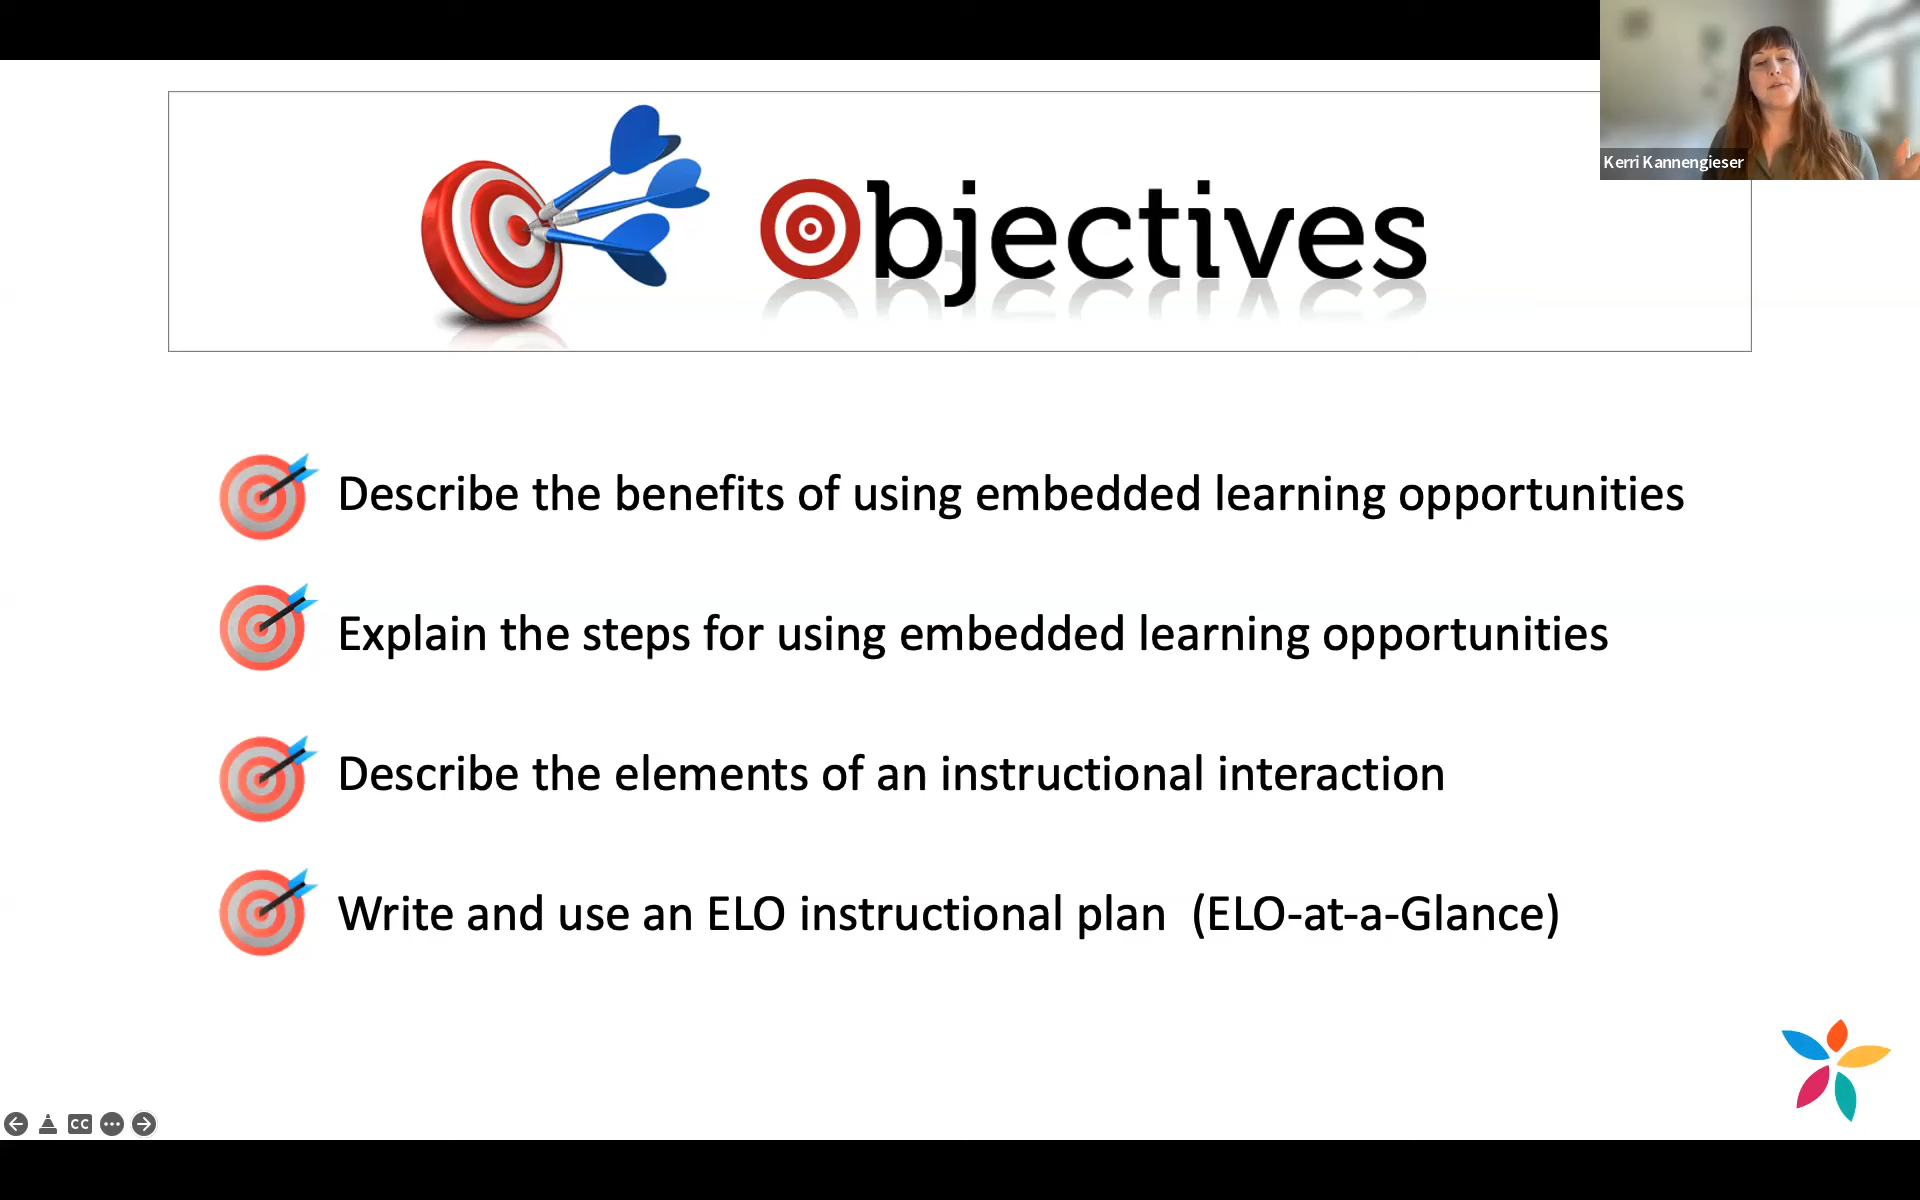 Kerri Kannengieser
Objectives
Describe the benefits of using embedded learning opportunities
Explain the steps for using embedded learning opportunities
Describe the elements of an instructional interaction
Write and use an ELO instructional plan  (ELO-at-a-Glance)
CC